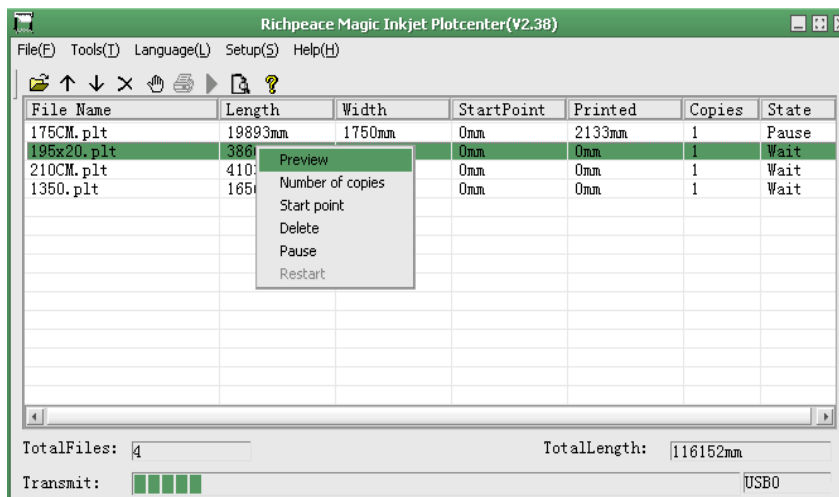 Richpeace Magic Inkjet Plotcenter(V2.38)
File(F) Tools(T) Language(L) Setup(S) Help(H)
File Name Length Width StartPoint Printed Copies State
175CM.plt 19893mm 1750mm 0mm 2133mm 1 Pause
195x20.plt 386 0mm 0mm 1 Wait
210CM.plt 410 0mm 0mm 1 Wait
1350.plt 165 0mm 0mm 1 Wait
Preview
Number of copies
Start point
Delete
Pause
Restart
TotalFiles: 4 TotalLength: 116152mm
Transmit: USB0